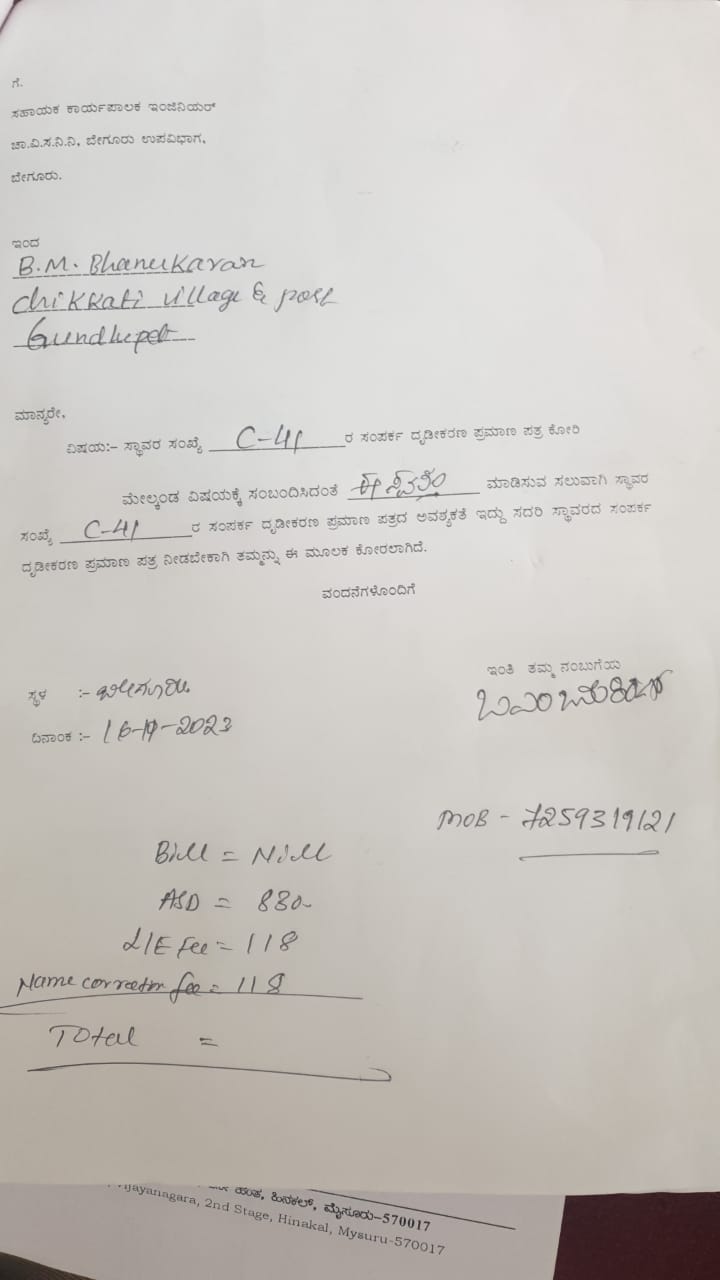 ಗೆ.
ಸಹಾಯಕ ಕಾರ್ಯಪಾಲಕ ಇಂಜಿನಿಯರ್
ಚಾ.ವಿ.ಸ.ನಿ.ನಿ, ಬೇಗೂರು ಉಪವಿಭಾಗ,
ಬೇಗೂರು.
ಇಂದ
B.M. Bhanukaran
chikkati village & post
Gundlupet
ಮಾನ್ಯರೇ,
ವಿಷಯ:– ಸ್ಥಾವರ ಸಂಖ್ಯೆ C-41 ರ ಸಂಪರ್ಕ ದೃಡೀಕರಣ ಪ್ರಮಾಣ ಪತ್ರ ಕೋರಿ
ಮೇಲ್ಕಂಡ ವಿಷಯಕ್ಕೆ ಸಂಬಂದಿಸಿದಂತೆ ಈ ಸ್ವತ್ತು ಮಾಡಿಸುವ ಸಲುವಾಗಿ ಸ್ಥಾವರ
ಸಂಖ್ಯೆ C-41 ರ ಸಂಪರ್ಕ ದೃಡೀಕರಣ ಪ್ರಮಾಣ ಪತ್ರದ ಅವಶ್ಯಕತೆ ಇದ್ದು ಸದರಿ ಸ್ಥಾವರದ ಸಂಪರ್ಕ
ದೃಡೀಕರಣ ಪ್ರಮಾಣ ಪತ್ರ ನೀಡಬೇಕಾಗಿ ತಮ್ಮನ್ನು ಈ ಮೂಲಕ ಕೋರಲಾಗಿದೆ.
ವಂದನೆಗಳೊಂದಿಗೆ
ಇಂತಿ ತಮ್ಮ ನಂಬುಗೆಯ
ಸ್ಥಳ :– ಬೇಗೂರು
ದಿನಾಂಕ :– 16-11-2023
MOB - 7259319121
Bill = Nill
ASD = 880-
L/E Fee = 118
Name correction fee = 118
Total =
ಹಂತ, ಹಿನಕಲ್, ಮೈಸೂರು-570017
Vijayanagara, 2nd Stage, Hinakal, Mysuru-570017